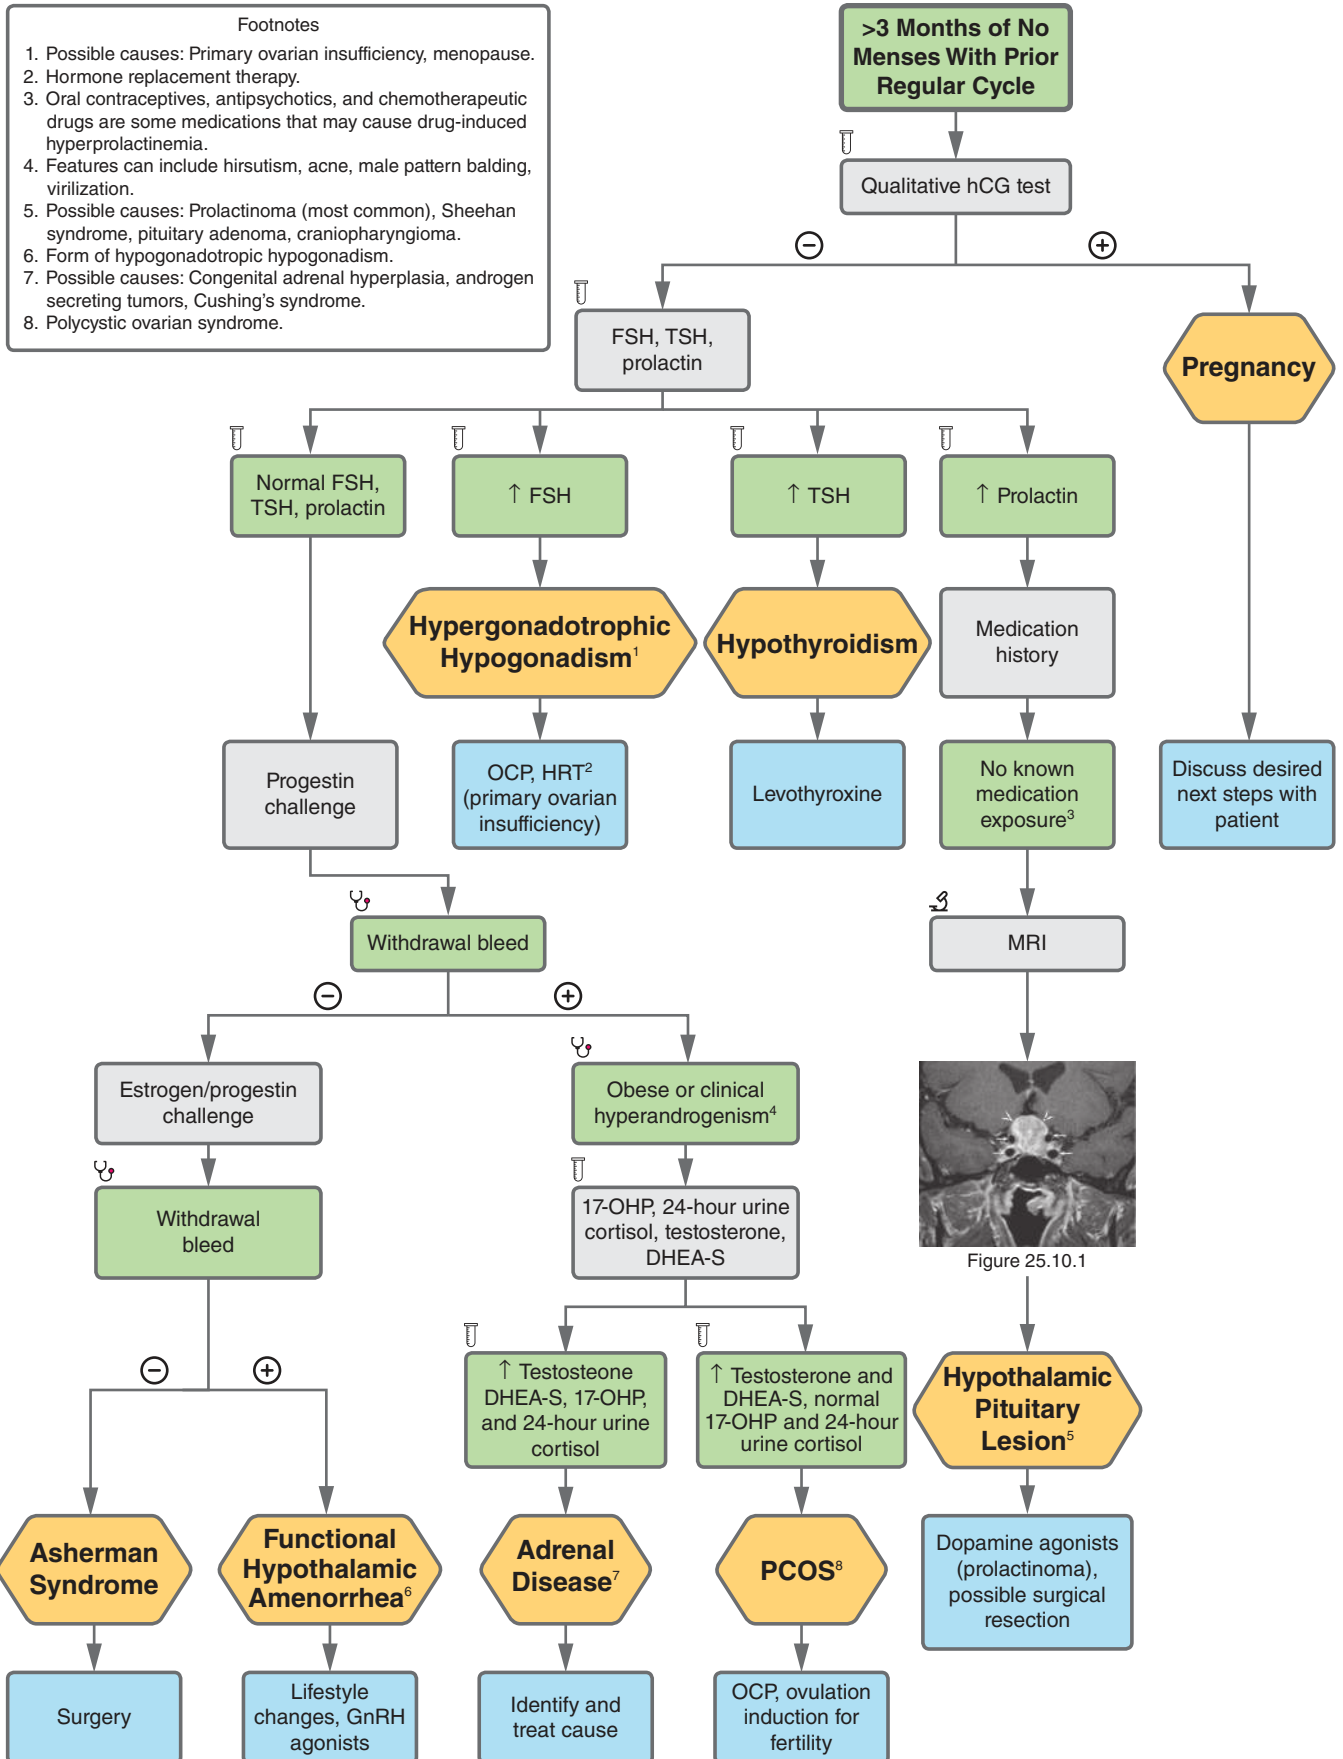 Footnotes
1. Possible causes: Primary ovarian insufficiency, menopause.
2. Hormone replacement therapy.
3. Oral contraceptives, antipsychotics, and chemotherapeutic
drugs are some medications that may cause drug-induced
hyperprolactinemia.
4. Features can include hirsutism, acne, male pattern balding,
virilization.
5. Possible causes: Prolactinoma (most common), Sheehan
syndrome, pituitary adenoma, craniopharyngioma.
6. Form of hypogonadotropic hypogonadism.
7. Possible causes: Congenital adrenal hyperplasia, androgen
secreting tumors, Cushing's syndrome.
8. Polycystic ovarian syndrome.
>3 Months of No
Menses With Prior
Regular Cycle
Qualitative hCG test
−
+
FSH, TSH,
prolactin
Pregnancy
Normal FSH,
TSH, prolactin
↑ FSH
↑ TSH
↑ Prolactin
Hypergonadotrophic
Hypogonadism¹
Hypothyroidism
Medication
history
Progestin
challenge
OCP, HRT²
(primary ovarian
insufficiency)
Levothyroxine
No known
medication
exposure³
Discuss desired
next steps with
patient
Withdrawal bleed
MRI
−
+
Estrogen/progestin
challenge
Obese or clinical
hyperandrogenism⁴
Withdrawal
bleed
17-OHP, 24-hour urine
cortisol, testosterone,
DHEA-S
Figure 25.10.1
−
+
↑ Testosteone
DHEA-S, 17-OHP,
and 24-hour urine
cortisol
↑ Testosterone and
DHEA-S, normal
17-OHP and 24-hour
urine cortisol
Hypothalamic
Pituitary
Lesion⁵
Asherman
Syndrome
Functional
Hypothalamic
Amenorrhea⁶
Adrenal
Disease⁷
PCOS⁸
Dopamine agonists
(prolactinoma),
possible surgical
resection
Surgery
Lifestyle
changes, GnRH
agonists
Identify and
treat cause
OCP, ovulation
induction for
fertility